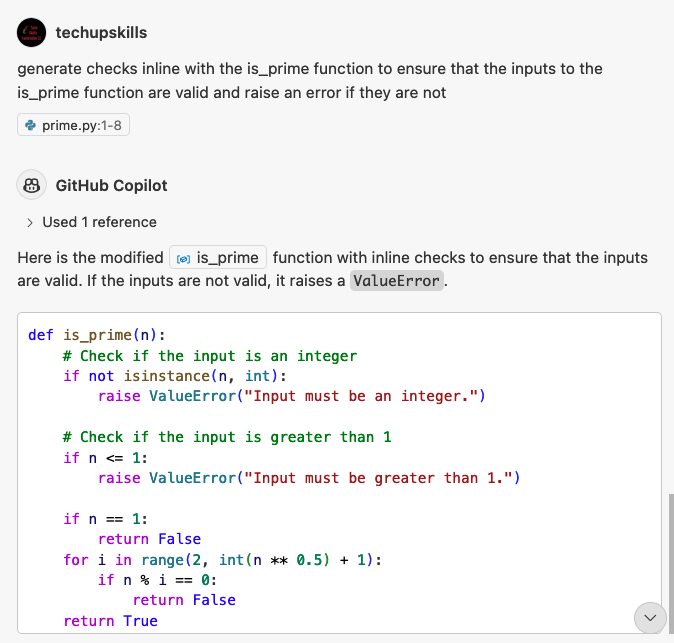 techupskills
generate checks inline with the is_prime function to ensure that the inputs to the
is_prime function are valid and raise an error if they are not
prime.py:1-8
GitHub Copilot
Used 1 reference
Here is the modified is_prime function with inline checks to ensure that the inputs
are valid. If the inputs are not valid, it raises a ValueError.
def is_prime(n):
    # Check if the input is an integer
    if not isinstance(n, int):
        raise ValueError("Input must be an integer.")
    # Check if the input is greater than 1
    if n <= 1:
        raise ValueError("Input must be greater than 1.")
    if n == 1:
        return False
    for i in range(2, int(n ** 0.5) + 1):
        if n % i == 0:
            return False
    return True